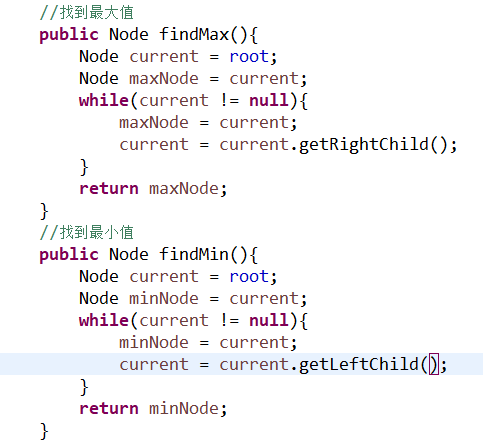 //找到最大值
public Node findMax(){
Node current = root;
Node maxNode = current;
while(current != null){
maxNode = current;
current = current.getRightChild();
}
return maxNode;
}
//找到最小值
public Node findMin(){
Node current = root;
Node minNode = current;
while(current != null){
minNode = current;
current = current.getLeftChild();
}
return minNode;
}